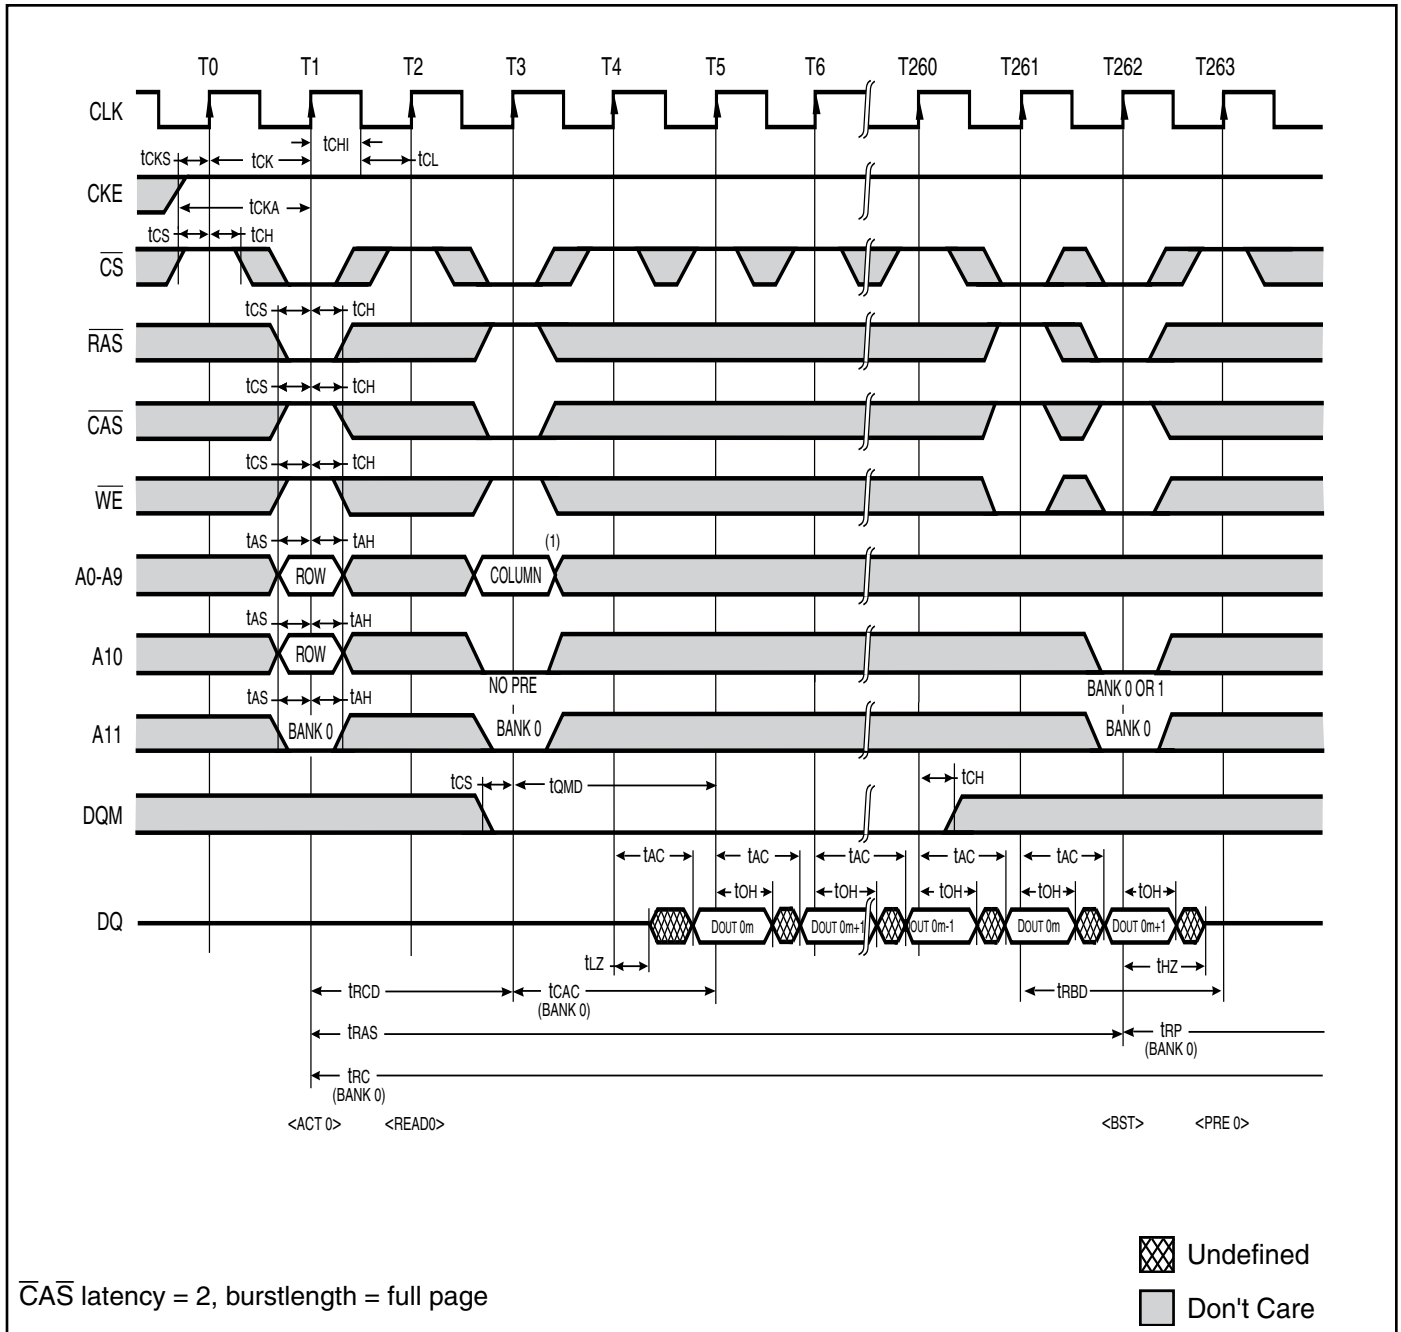 T0 T1 T2 T3 T4 T5 T6 T260 T261 T262 T263
CLK
tCHI
tCKS tCK tCL
CKE
tCKA
tCS tCH
CS
tCS tCH
RAS
tCS tCH
CAS
tCS tCH
WE
tAS tAH (1)
A0-A9 ROW COLUMN
tAS tAH
A10 ROW
NO PRE BANK 0 OR 1
tAS tAH
A11 BANK 0 BANK 0 BANK 0
tCS tQMD tCH
DQM
tAC tAC tAC tAC tAC
tOH tOH tOH tOH tOH
DQ DOUT 0m DOUT 0m+1 OUT 0m-1 DOUT 0m DOUT 0m+1
tLZ tHZ
tRCD tCAC tRBD
(BANK 0)
tRAS tRP
(BANK 0)
tRC
(BANK 0)
<ACT 0> <READ0> <BST> <PRE 0>
Undefined
CAS latency = 2, burstlength = full page
Don't Care